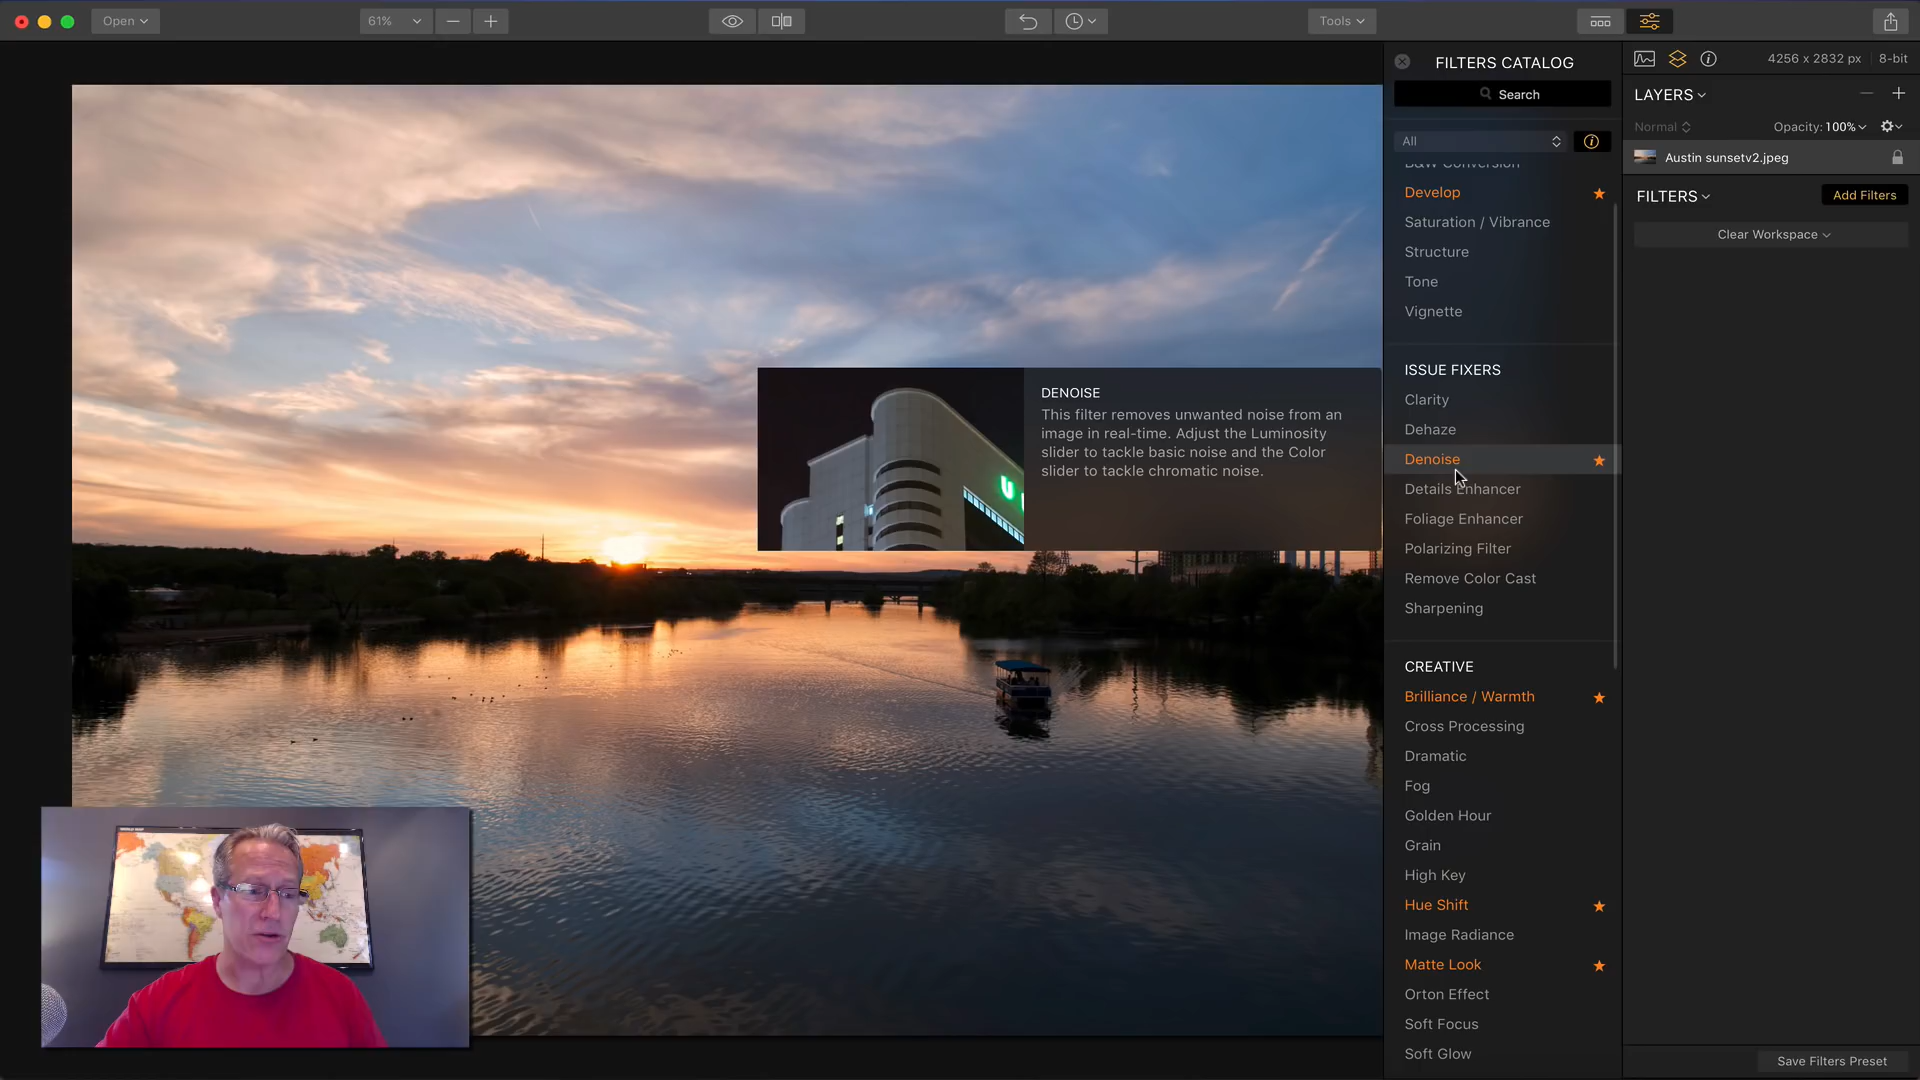 Open
61%
Tools
FILTERS CATALOG
Search
All
B&W Conversion
Develop
Saturation / Vibrance
Structure
Tone
Vignette
ISSUE FIXERS
Clarity
Dehaze
Denoise
Details Enhancer
Foliage Enhancer
Polarizing Filter
Remove Color Cast
Sharpening
CREATIVE
Brilliance / Warmth
Cross Processing
Dramatic
Fog
Golden Hour
Grain
High Key
Hue Shift
Image Radiance
Matte Look
Orton Effect
Soft Focus
Soft Glow
DENOISE
This filter removes unwanted noise from an
image in real-time. Adjust the Luminosity
slider to tackle basic noise and the Color
slider to tackle chromatic noise.
4256 x 2832 px 8-bit
LAYERS
Normal Opacity: 100%
Austin sunsetv2.jpeg
FILTERS Add Filters
Clear Workspace
Save Filters Preset